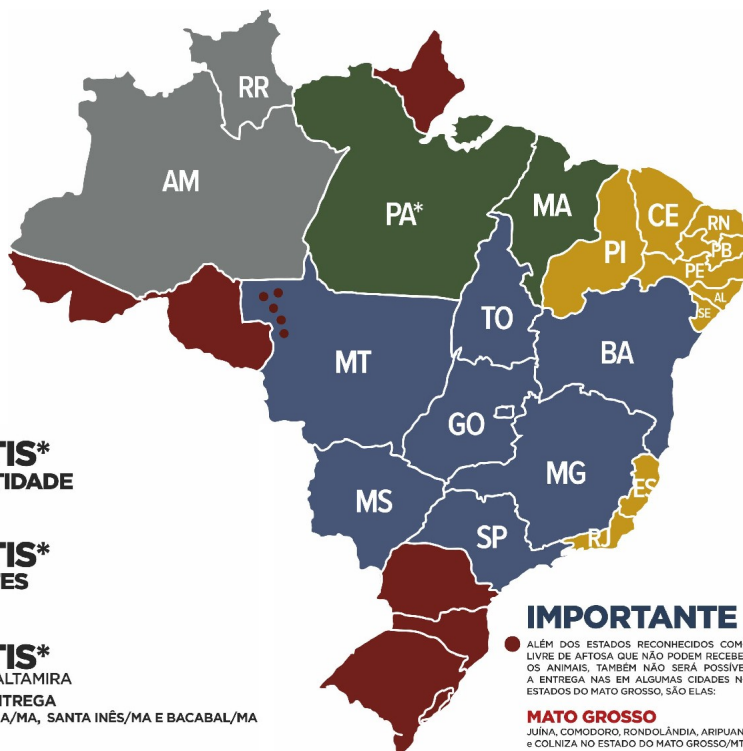 RR
AM
PA*
MA
PI
CE
RN
PB
PE
AL
SE
TO
BA
MT
GO
MG
ES
MS
SP
RJ
TIS*
TIDADE
TIS*
ES
TIS*
ALTAMIRA
TREGA
A/MA, SANTA INÊS/MA E BACABAL/MA
IMPORTANTE
ALÉM DOS ESTADOS RECONHECIDOS COM
LIVRE DE AFTOSA QUE NÃO PODEM RECEBE
OS ANIMAIS, TAMBÉM NÃO SERÁ POSSÍVE
A ENTREGA NAS EM ALGUMAS CIDADES N
ESTADOS DO MATO GROSSO, SÃO ELAS:
MATO GROSSO
JUÍNA, COMODORO, RONDOLÂNDIA, ARIPUAN
e COLNIZA NO ESTADO DO MATO GROSSO/MT